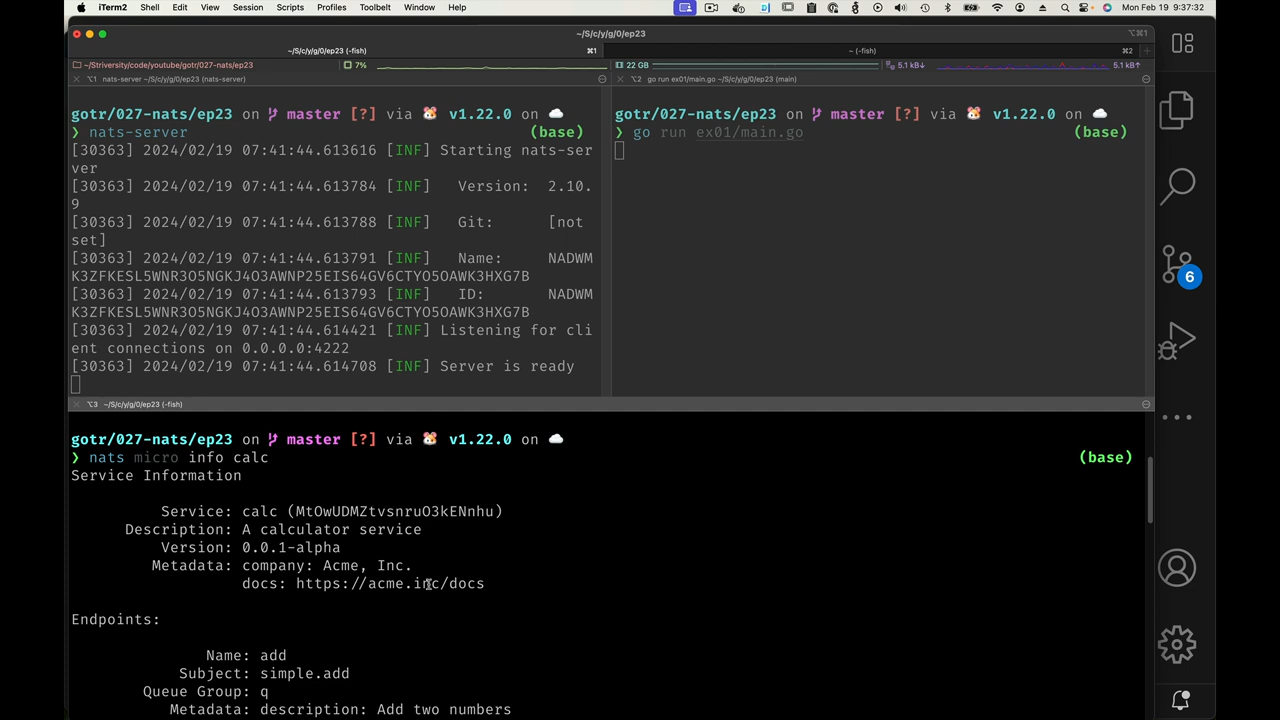 iTerm2 Shell Edit View Session Scripts Profiles Toolbelt Window Help
Mon Feb 19 9:37:32
~/S/c/y/g/0/ep23
⌥⌘1
~/S/c/y/g/0/ep23 (-fish) ⌘1
~ (-fish) ⌘2
~/Striversity/code/youtube/gotr/027-nats/ep23 7%
22 GB 5.1 kB↓ 5.1 kB↑
⌥1 nats-server ~/S/c/y/g/0/ep23 (nats-server)
gotr/027-nats/ep23 on master [?] via 🐹 v1.22.0 on ☁️
❯ nats-server (base)
[30363] 2024/02/19 07:41:44.613616 [INF] Starting nats-ser
ver
[30363] 2024/02/19 07:41:44.613784 [INF] Version: 2.10.
9
[30363] 2024/02/19 07:41:44.613788 [INF] Git: [not
set]
[30363] 2024/02/19 07:41:44.613791 [INF] Name: NADWM
K3ZFKESL5WNR3O5NGKJ4O3AWNP25EIS64GV6CTYO5OAWK3HXG7B
[30363] 2024/02/19 07:41:44.613793 [INF] ID: NADWM
K3ZFKESL5WNR3O5NGKJ4O3AWNP25EIS64GV6CTYO5OAWK3HXG7B
[30363] 2024/02/19 07:41:44.614421 [INF] Listening for cli
ent connections on 0.0.0.0:4222
[30363] 2024/02/19 07:41:44.614708 [INF] Server is ready
⌥2 go run ex01/main.go ~/S/c/y/g/0/ep23 (main)
gotr/027-nats/ep23 on master [?] via 🐹 v1.22.0 on ☁️
❯ go run ex01/main.go (base)
⌥3 ~/S/c/y/g/0/ep23 (-fish)
gotr/027-nats/ep23 on master [?] via 🐹 v1.22.0 on ☁️
❯ nats micro info calc (base)
Service Information
Service: calc (MtOwUDMZtvsnruO3kENnhu)
Description: A calculator service
Version: 0.0.1-alpha
Metadata: company: Acme, Inc.
docs: https://acme.inc/docs
Endpoints:
Name: add
Subject: simple.add
Queue Group: q
Metadata: description: Add two numbers
6